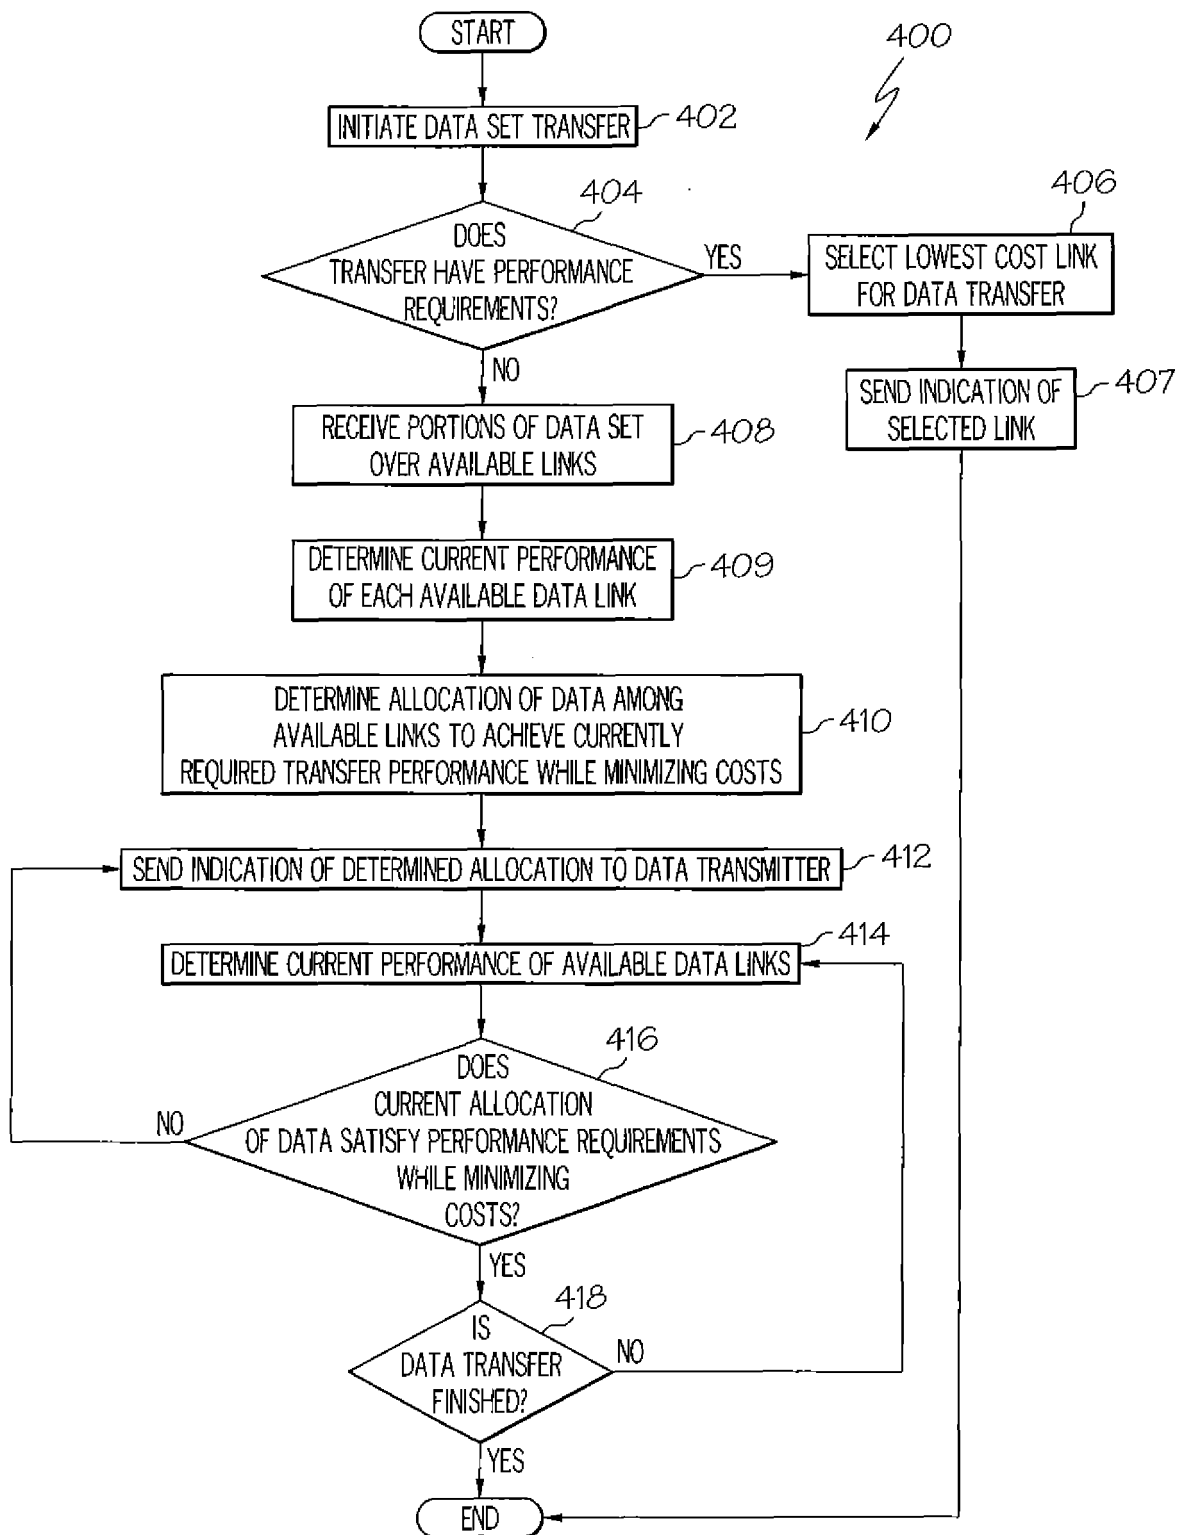 START
400
INITIATE DATA SET TRANSFER
402
404
DOES
TRANSFER HAVE PERFORMANCE
REQUIREMENTS?
YES
406
SELECT LOWEST COST LINK
FOR DATA TRANSFER
NO
407
SEND INDICATION OF
SELECTED LINK
RECEIVE PORTIONS OF DATA SET
OVER AVAILABLE LINKS
408
DETERMINE CURRENT PERFORMANCE
OF EACH AVAILABLE DATA LINK
409
DETERMINE ALLOCATION OF DATA AMONG
AVAILABLE LINKS TO ACHIEVE CURRENTLY
REQUIRED TRANSFER PERFORMANCE WHILE MINIMIZING COSTS
410
SEND INDICATION OF DETERMINED ALLOCATION TO DATA TRANSMITTER
412
414
DETERMINE CURRENT PERFORMANCE OF AVAILABLE DATA LINKS
416
DOES
CURRENT ALLOCATION
OF DATA SATISFY PERFORMANCE REQUIREMENTS
WHILE MINIMIZING
COSTS?
NO
YES
418
IS
DATA TRANSFER
FINISHED?
NO
YES
END